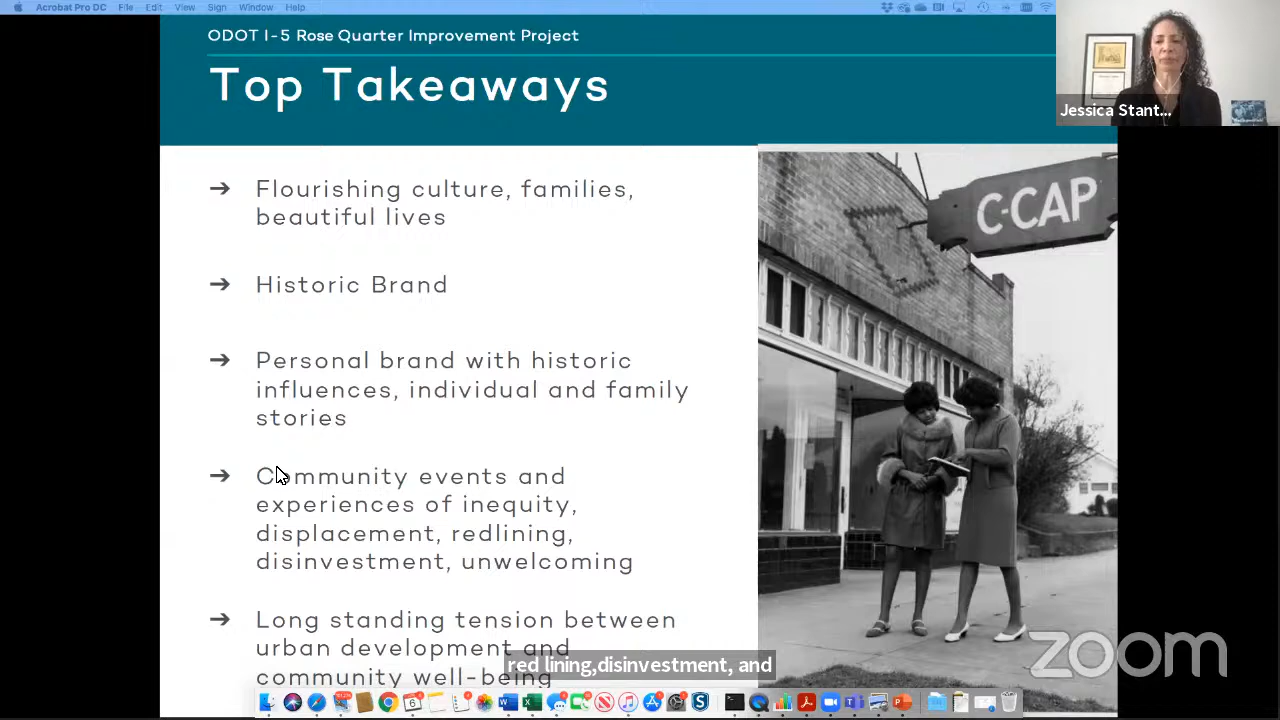 Acrobat Pro DC File Edit View Sign Window Help
ODOT I-5 Rose Quarter Improvement Project
Top Takeaways
Jessica Stant...
➔ Flourishing culture, families,
beautiful lives
➔ Historic Brand
➔ Personal brand with historic
influences, individual and family
stories
➔ Community events and
experiences of inequity,
displacement, redlining,
disinvestment, unwelcoming
➔ Long standing tension between
urban development and
community well-being
C-CAP
red lining,disinvestment, and
zoom